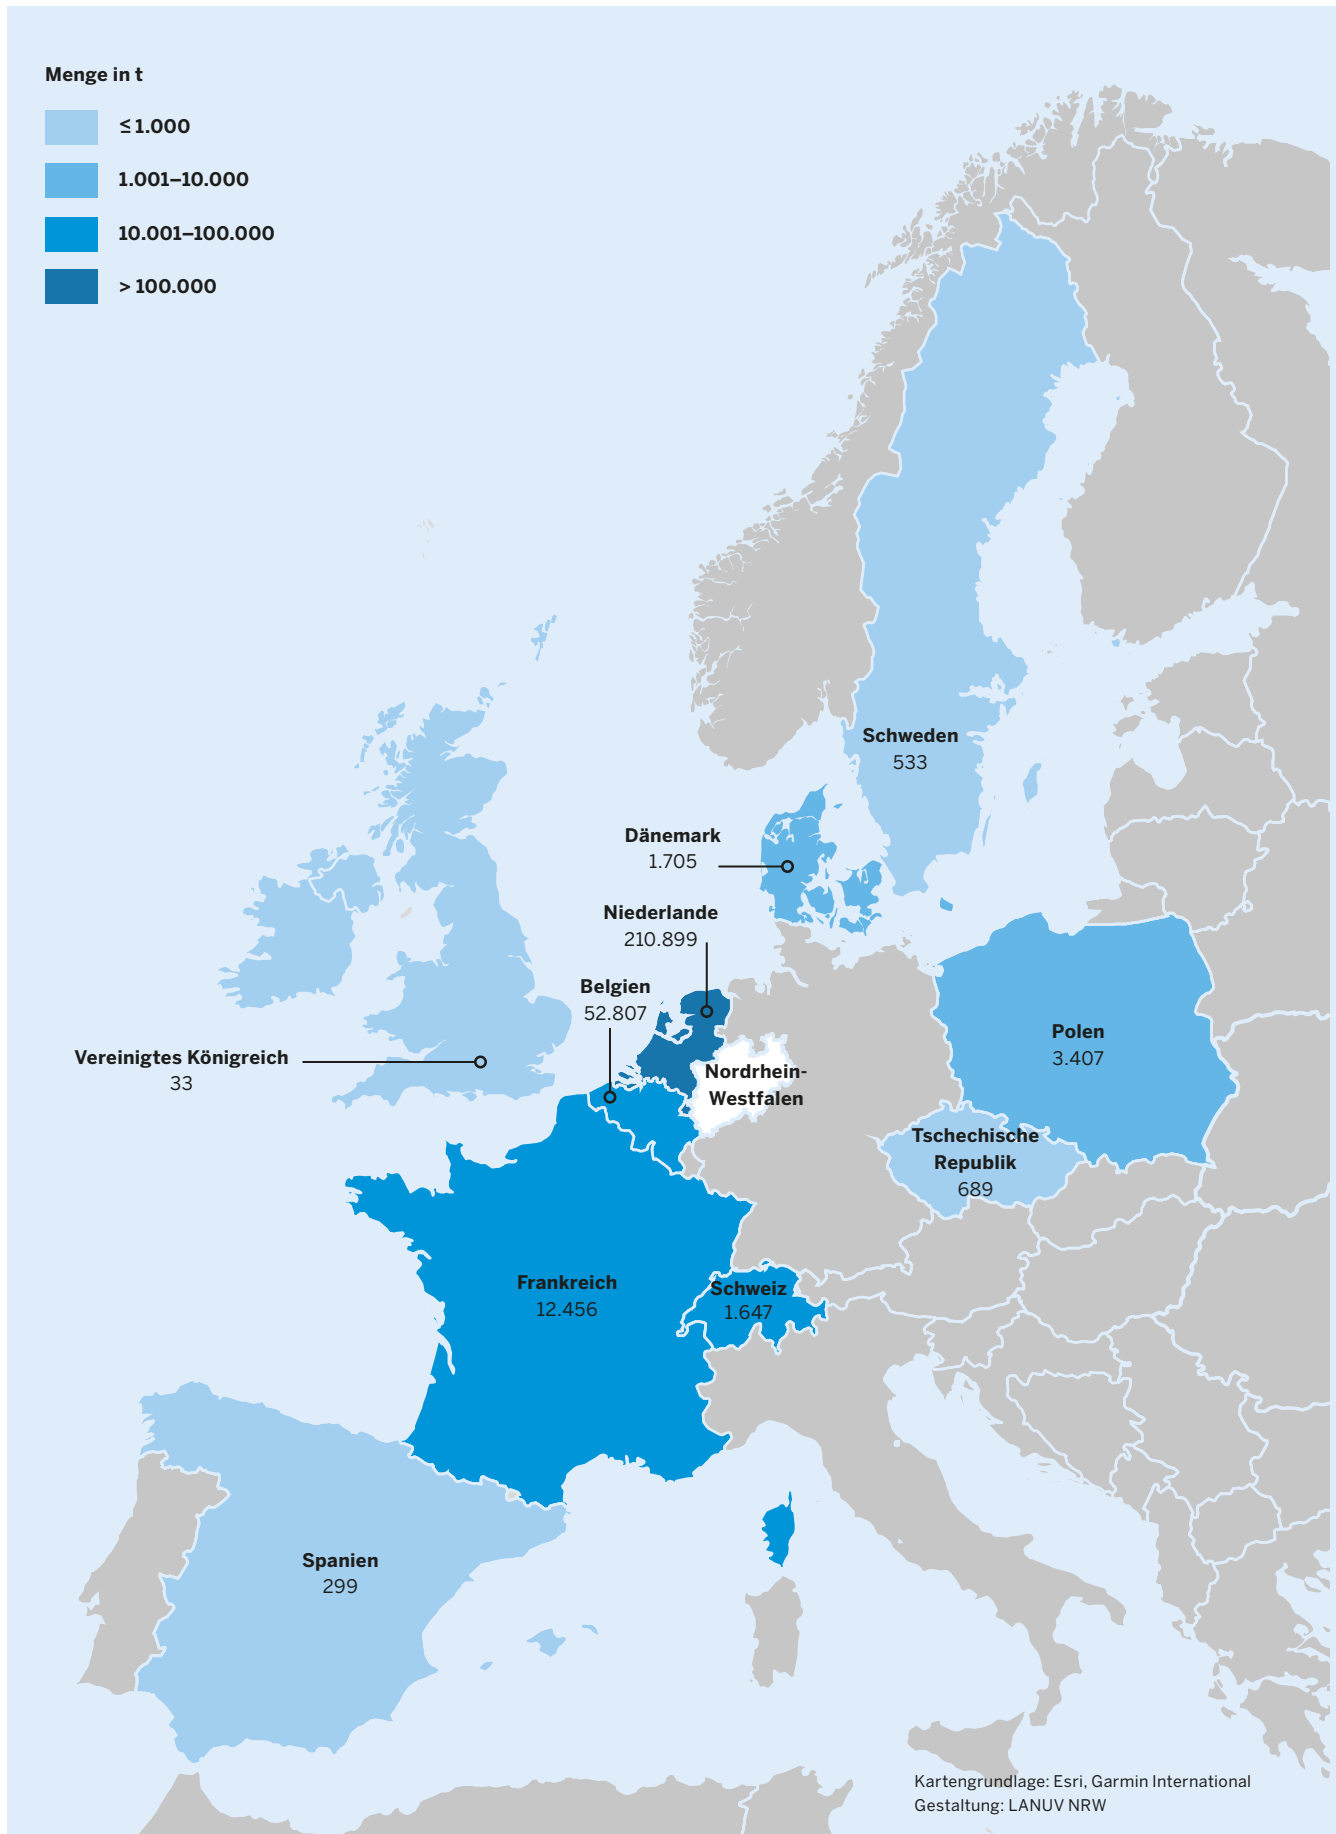 Menge in t
≤ 1.000
1.001–10.000
10.001–100.000
> 100.000
Schweden
533
Dänemark
1.705
Niederlande
210.899
Belgien
52.807
Vereinigtes Königreich
33
Nordrhein-
Westfalen
Polen
3.407
Tschechische
Republik
689
Frankreich
12.456
Schweiz
1.647
Spanien
299
Kartengrundlage: Esri, Garmin International
Gestaltung: LANUV NRW